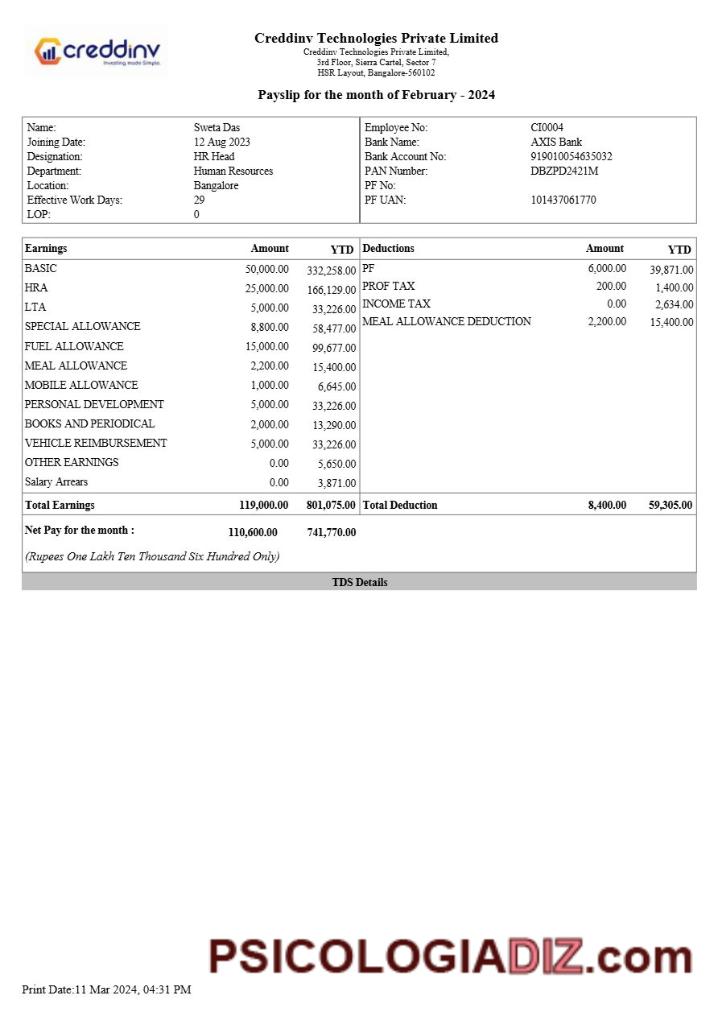 creddinv
Investing made Simple.
Creddinv Technologies Private Limited
Creddinv Technologies Private Limited,
3rd Floor, Sierra Cartel, Sector 7
HSR Layout, Bangalore-560102
Payslip for the month of February - 2024
Name: Sweta Das Employee No: CI0004
Joining Date: 12 Aug 2023 Bank Name: AXIS Bank
Designation: HR Head Bank Account No: 919010054635032
Department: Human Resources PAN Number: DBZPD2421M
Location: Bangalore PF No:
Effective Work Days: 29 PF UAN: 101437061770
LOP: 0
Earnings Amount YTD Deductions Amount YTD
BASIC 50,000.00 332,258.00 PF 6,000.00 39,871.00
HRA 25,000.00 166,129.00 PROF TAX 200.00 1,400.00
LTA 5,000.00 33,226.00 INCOME TAX 0.00 2,634.00
SPECIAL ALLOWANCE 8,800.00 58,477.00 MEAL ALLOWANCE DEDUCTION 2,200.00 15,400.00
FUEL ALLOWANCE 15,000.00 99,677.00
MEAL ALLOWANCE 2,200.00 15,400.00
MOBILE ALLOWANCE 1,000.00 6,645.00
PERSONAL DEVELOPMENT 5,000.00 33,226.00
BOOKS AND PERIODICAL 2,000.00 13,290.00
VEHICLE REIMBURSEMENT 5,000.00 33,226.00
OTHER EARNINGS 0.00 5,650.00
Salary Arrears 0.00 3,871.00
Total Earnings 119,000.00 801,075.00 Total Deduction 8,400.00 59,305.00
Net Pay for the month : 110,600.00 741,770.00
(Rupees One Lakh Ten Thousand Six Hundred Only)
TDS Details
PSICOLOGIADIZ.com
Print Date:11 Mar 2024, 04:31 PM